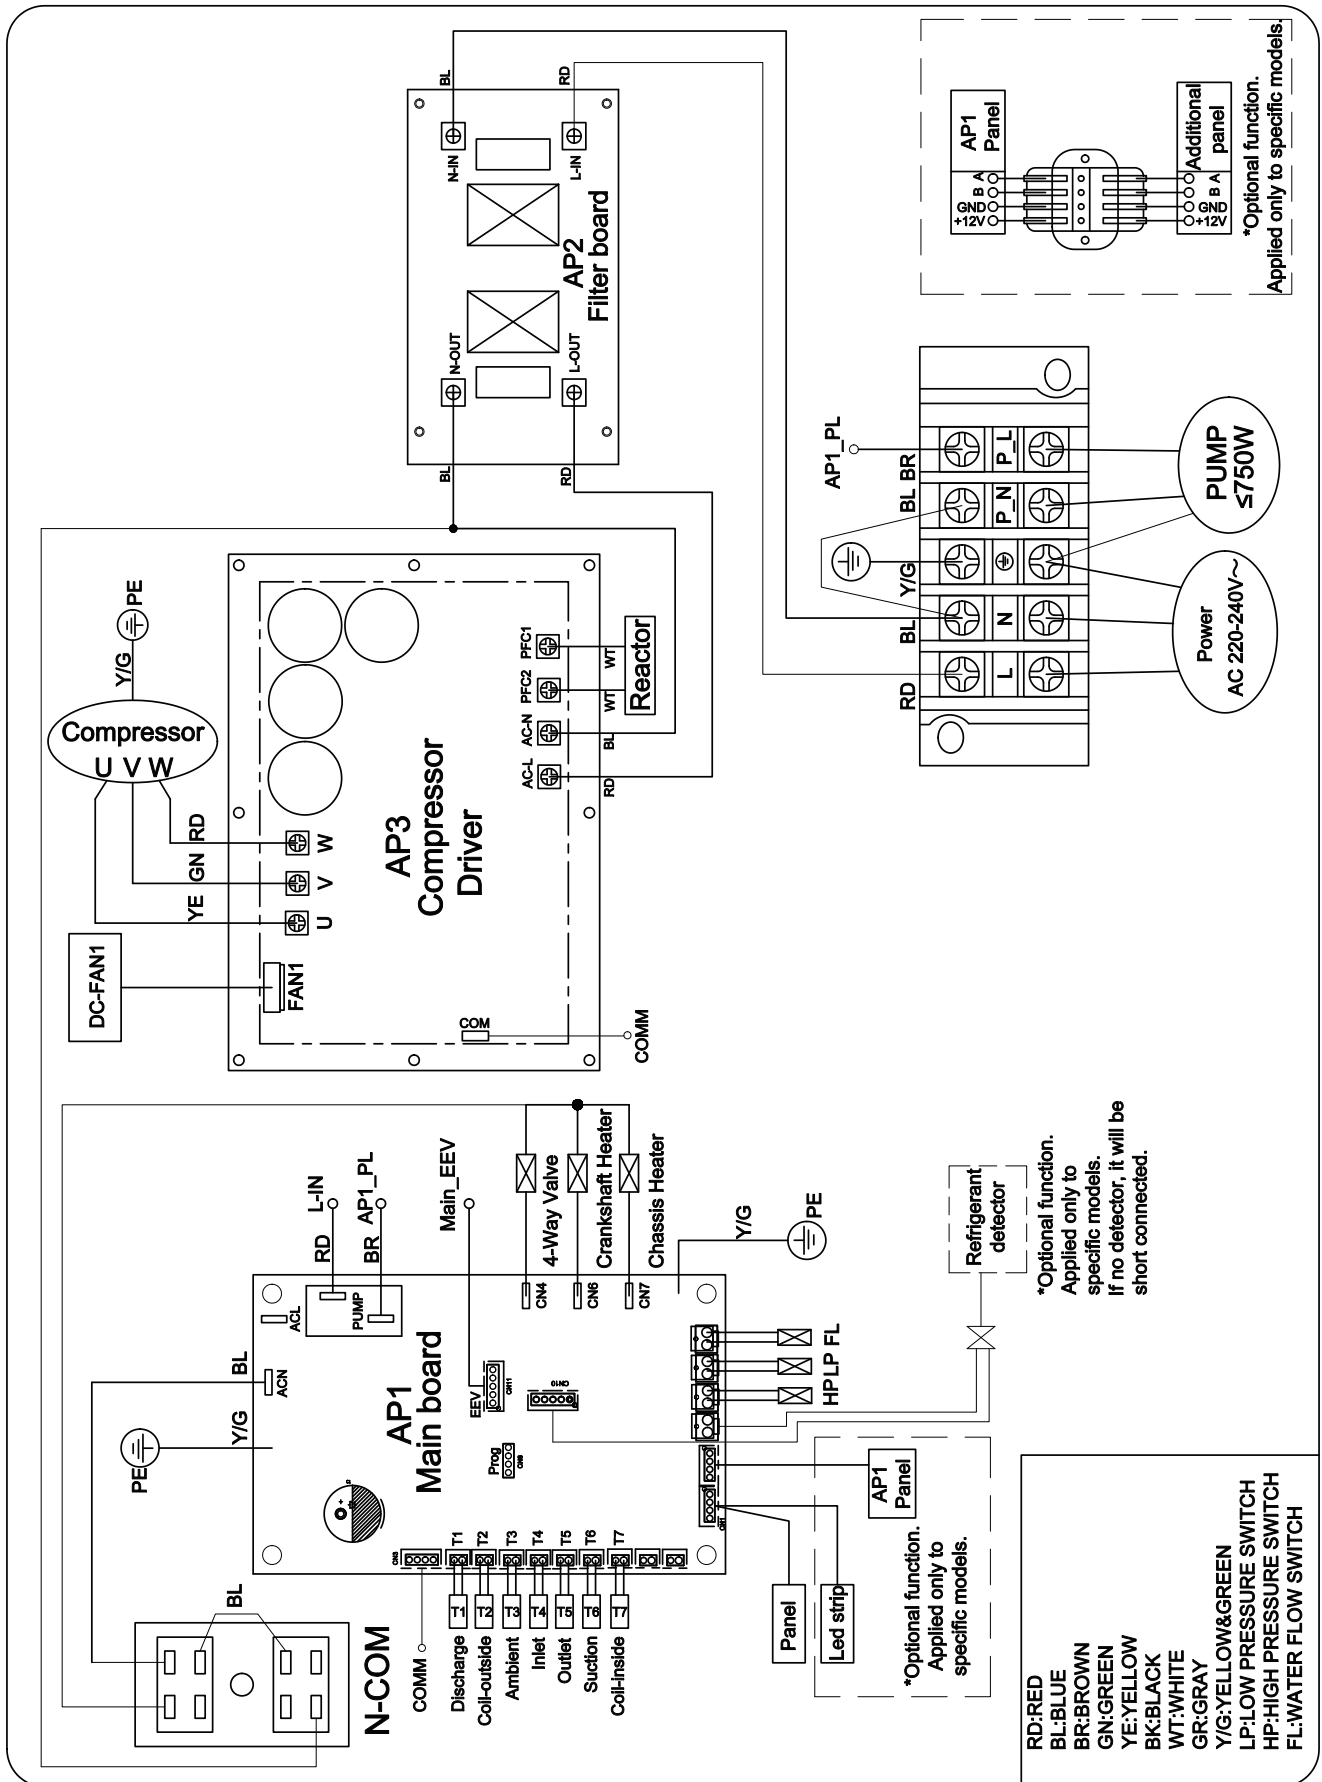 N-COM
BL
BL
Y/G
PE
ACN
ACL
PUMP
RD
L-IN
BR
AP1_PL
AP1
Main board
EEV
CN11
Main_EEV
Prog
CN9
CN10
CN4
CN6
CN7
4-Way Valve
Crankshaft Heater
Chassis Heater
Y/G
PE
CN3
COMM
T1 T1 Discharge
T2 T2 Coil-outside
T3 T3 Ambient
T4 T4 Inlet
T5 T5 Outlet
T6 T6 Suction
T7 T7 Coil-inside
CN1
HP LP FL
Panel
Led strip
AP1
Panel
*Optional function.
Applied only to
specific models.
Refrigerant
detector
*Optional function.
Applied only to
specific models.
If no detector, it will be
short connected.
DC-FAN1
FAN1
COM
COMM
Compressor
U V W
Y/G
PE
YE
GN
RD
U
V
W
AP3
Compressor
Driver
AC-L
AC-N
PFC2
PFC1
RD
BL
WT
WT
Reactor
BL
RD
N-OUT
L-OUT
AP2
Filter board
N-IN
L-IN
BL
RD
RD
BL
Y/G
BL
BR
AP1_PL
L
N
P_N
P_L
Power
AC 220-240V~
PUMP
≤750W
AP1
Panel
A
B
GND
+12V
Additional
panel
A
B
GND
+12V
*Optional function.
Applied only to specific models.
RD:RED
BL:BLUE
BR:BROWN
GN:GREEN
YE:YELLOW
BK:BLACK
WT:WHITE
GR:GRAY
Y/G:YELLOW&GREEN
LP:LOW PRESSURE SWITCH
HP:HIGH PRESSURE SWITCH
FL:WATER FLOW SWITCH